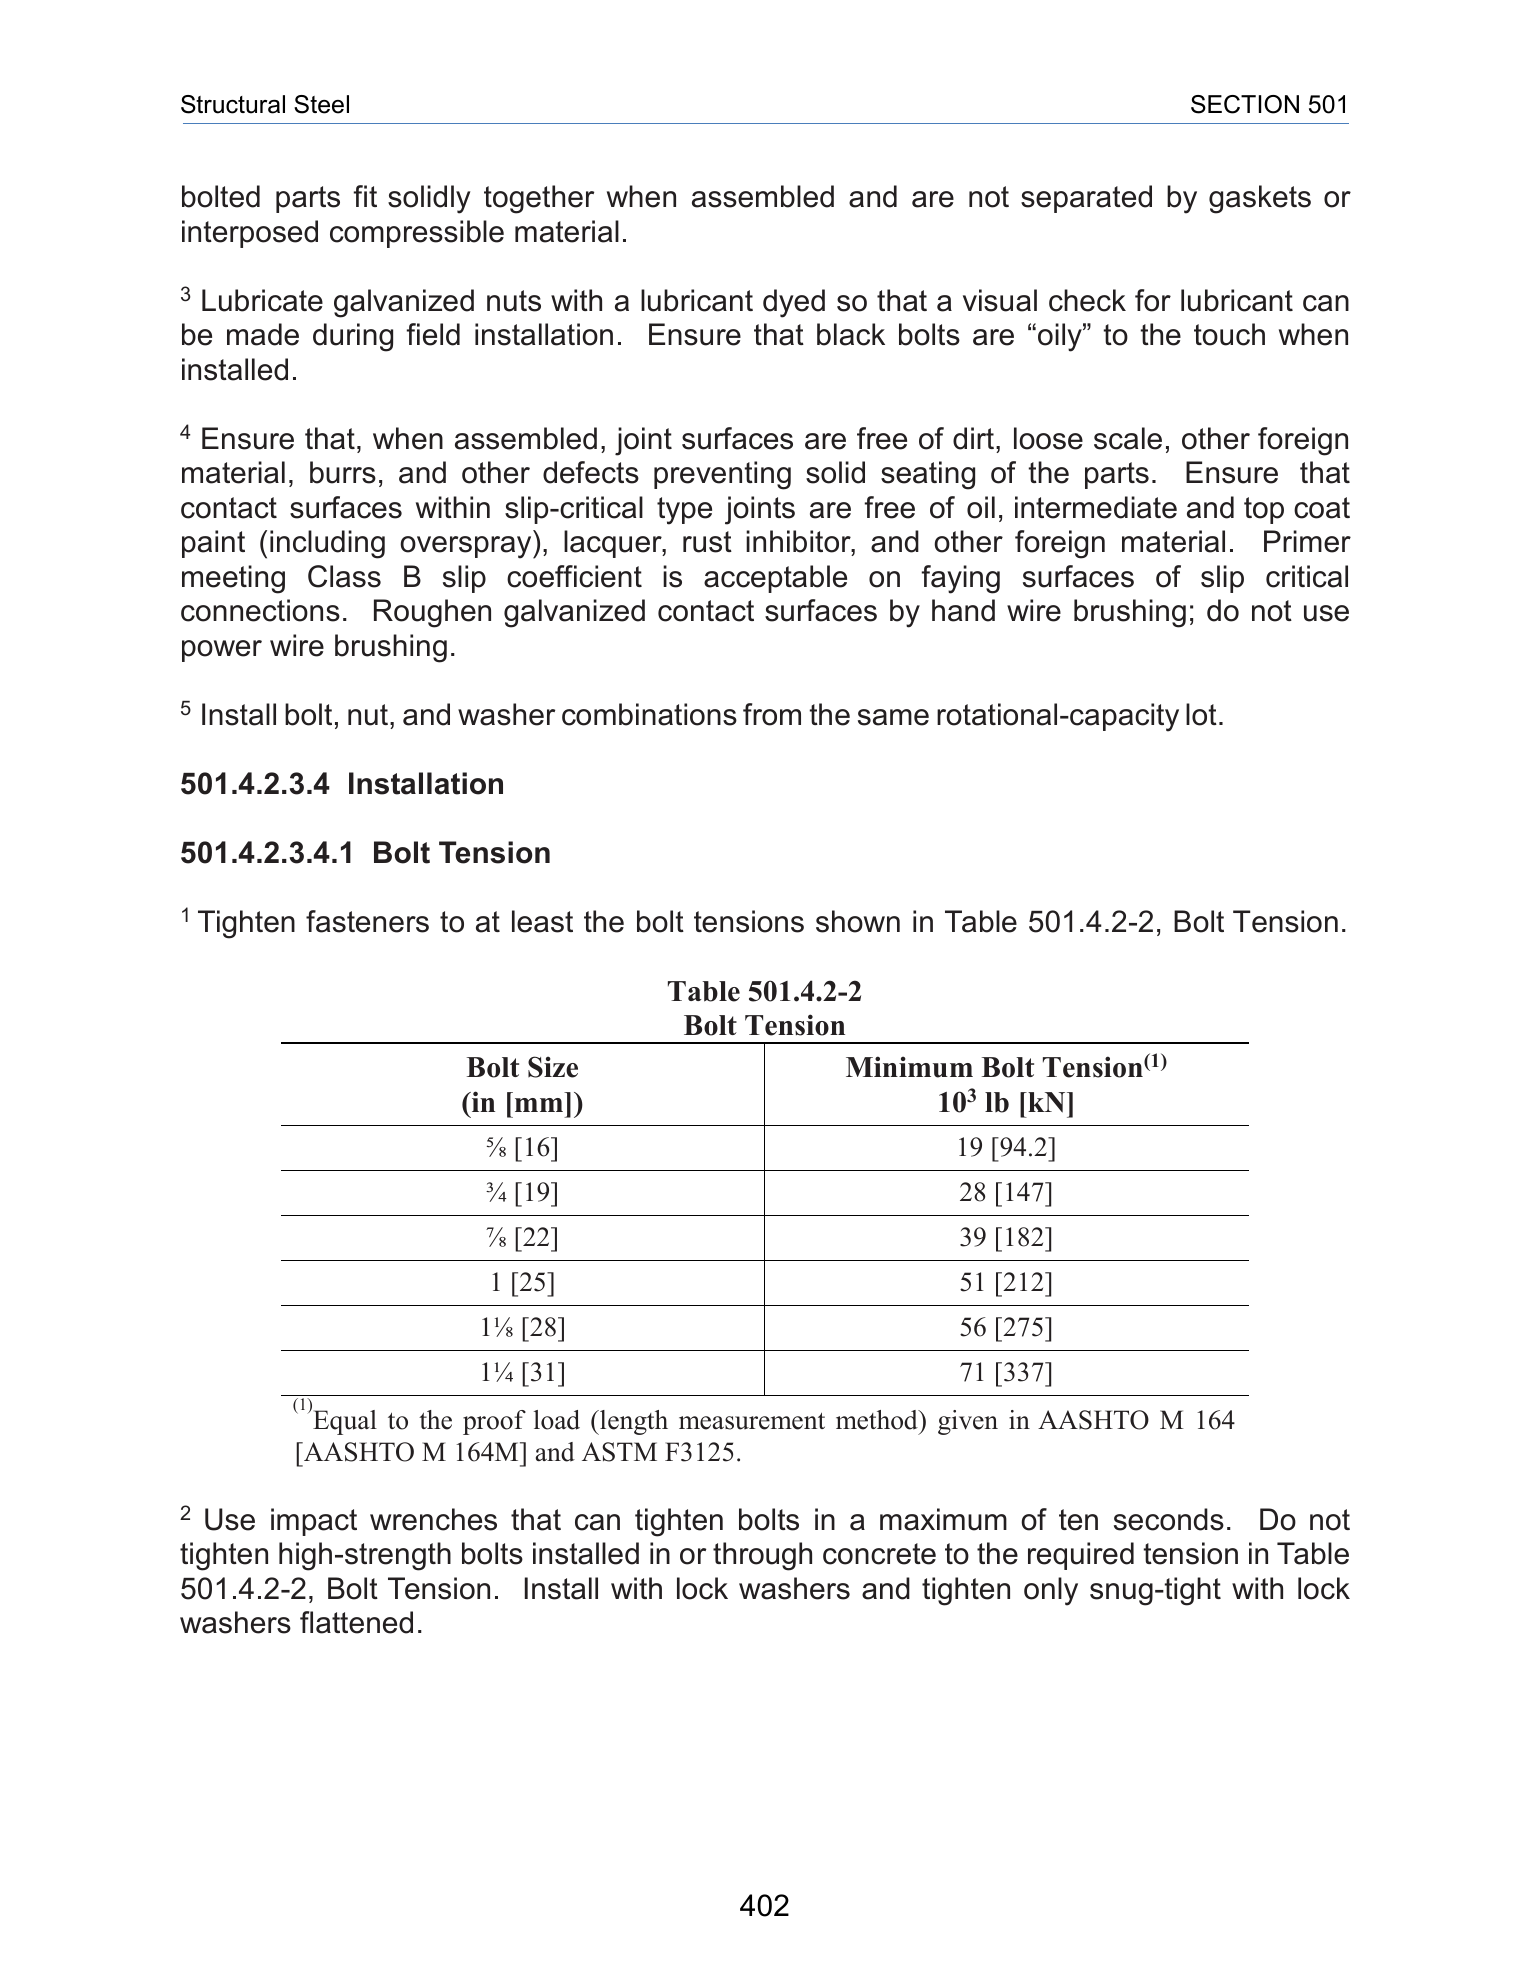 Structural Steel SECTION 501
bolted parts fit solidly together when assembled and are not separated by gaskets or
interposed compressible material.
³ Lubricate galvanized nuts with a lubricant dyed so that a visual check for lubricant can
be made during field installation. Ensure that black bolts are “oily” to the touch when
installed.
⁴ Ensure that, when assembled, joint surfaces are free of dirt, loose scale, other foreign
material, burrs, and other defects preventing solid seating of the parts. Ensure that
contact surfaces within slip-critical type joints are free of oil, intermediate and top coat
paint (including overspray), lacquer, rust inhibitor, and other foreign material. Primer
meeting Class B slip coefficient is acceptable on faying surfaces of slip critical
connections. Roughen galvanized contact surfaces by hand wire brushing; do not use
power wire brushing.
⁵ Install bolt, nut, and washer combinations from the same rotational-capacity lot.
501.4.2.3.4 Installation
501.4.2.3.4.1 Bolt Tension
¹ Tighten fasteners to at least the bolt tensions shown in Table 501.4.2-2, Bolt Tension.
Table 501.4.2-2
Bolt Tension
Bolt Size Minimum Bolt Tension⁽¹⁾
(in [mm]) 10³ lb [kN]
⅝ [16] 19 [94.2]
¾ [19] 28 [147]
⅞ [22] 39 [182]
1 [25] 51 [212]
1⅛ [28] 56 [275]
1¼ [31] 71 [337]
⁽¹⁾Equal to the proof load (length measurement method) given in AASHTO M 164
[AASHTO M 164M] and ASTM F3125.
² Use impact wrenches that can tighten bolts in a maximum of ten seconds. Do not
tighten high-strength bolts installed in or through concrete to the required tension in Table
501.4.2-2, Bolt Tension. Install with lock washers and tighten only snug-tight with lock
washers flattened.
402